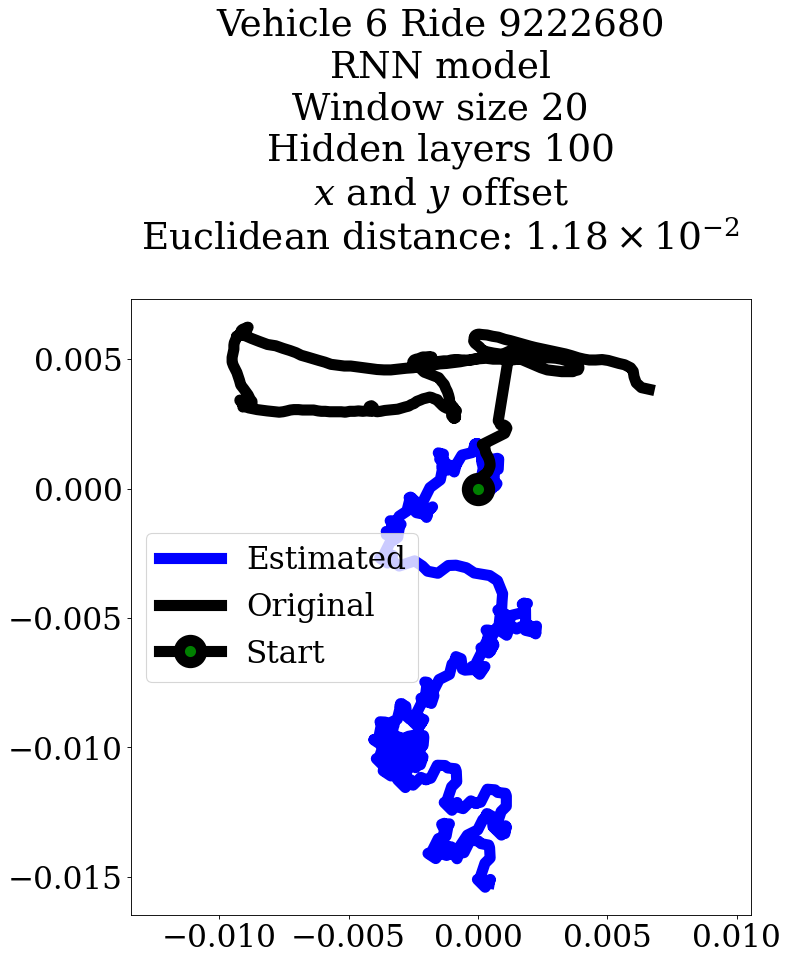 Vehicle 6 Ride 9222680
RNN model
Window size 20
Hidden layers 100
x and y offset
Euclidean distance: 1.18 × 10⁻²
0.005
0.000
−0.005
−0.010
−0.015
Estimated
Original
Start
−0.010 −0.005 0.000 0.005 0.010